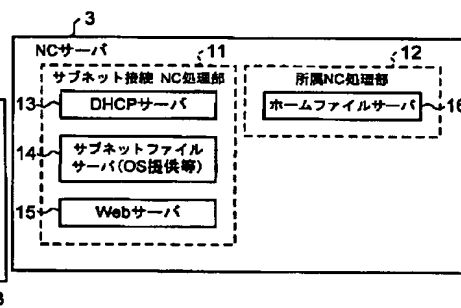 3
NCサーバ
11
サブネット接続 NC処理部
13
DHCPサーバ
14
サブネットファイル
サーバ(OS提供等)
15
Webサーバ
12
所属NC処理部
ホームファイルサーバ
16